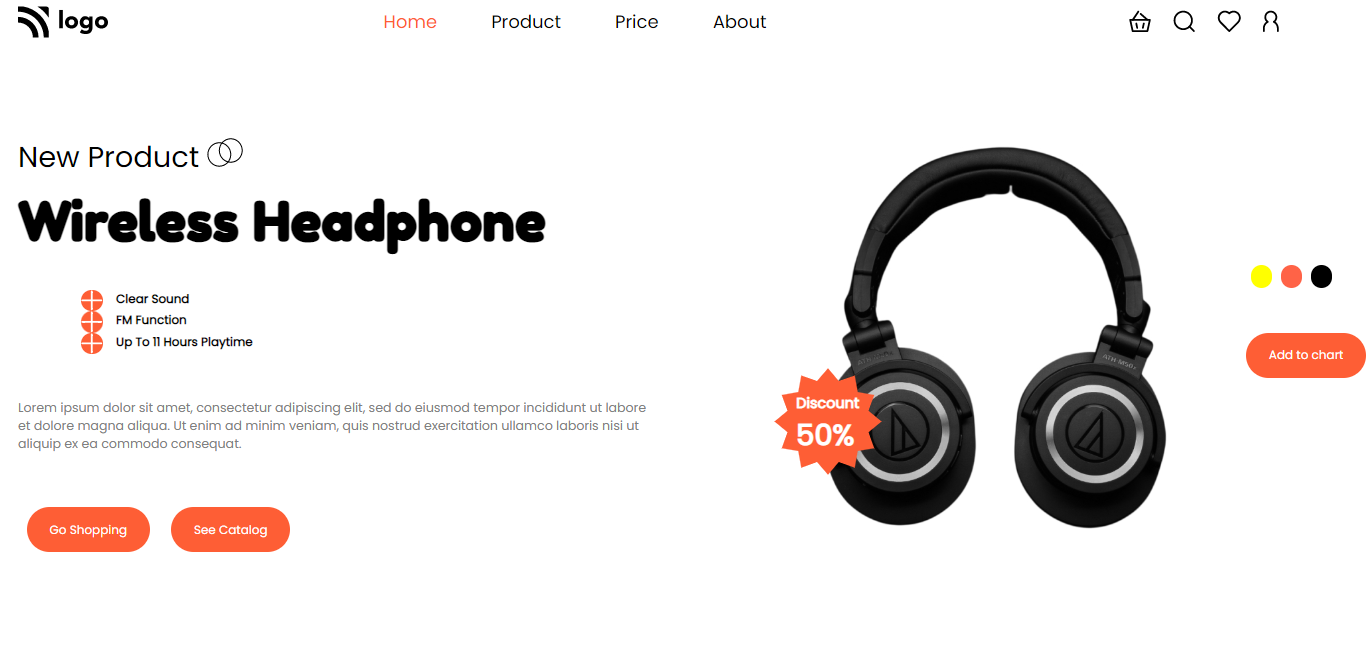 logo
Home Product Price About
New Product
Wireless Headphone
Clear Sound
FM Function
Up To 11 Hours Playtime
Lorem ipsum dolor sit amet, consectetur adipiscing elit, sed do eiusmod tempor incididunt ut labore
et dolore magna aliqua. Ut enim ad minim veniam, quis nostrud exercitation ullamco laboris nisi ut
aliquip ex ea commodo consequat.
Go Shopping See Catalog
Discount
50%
Add to chart